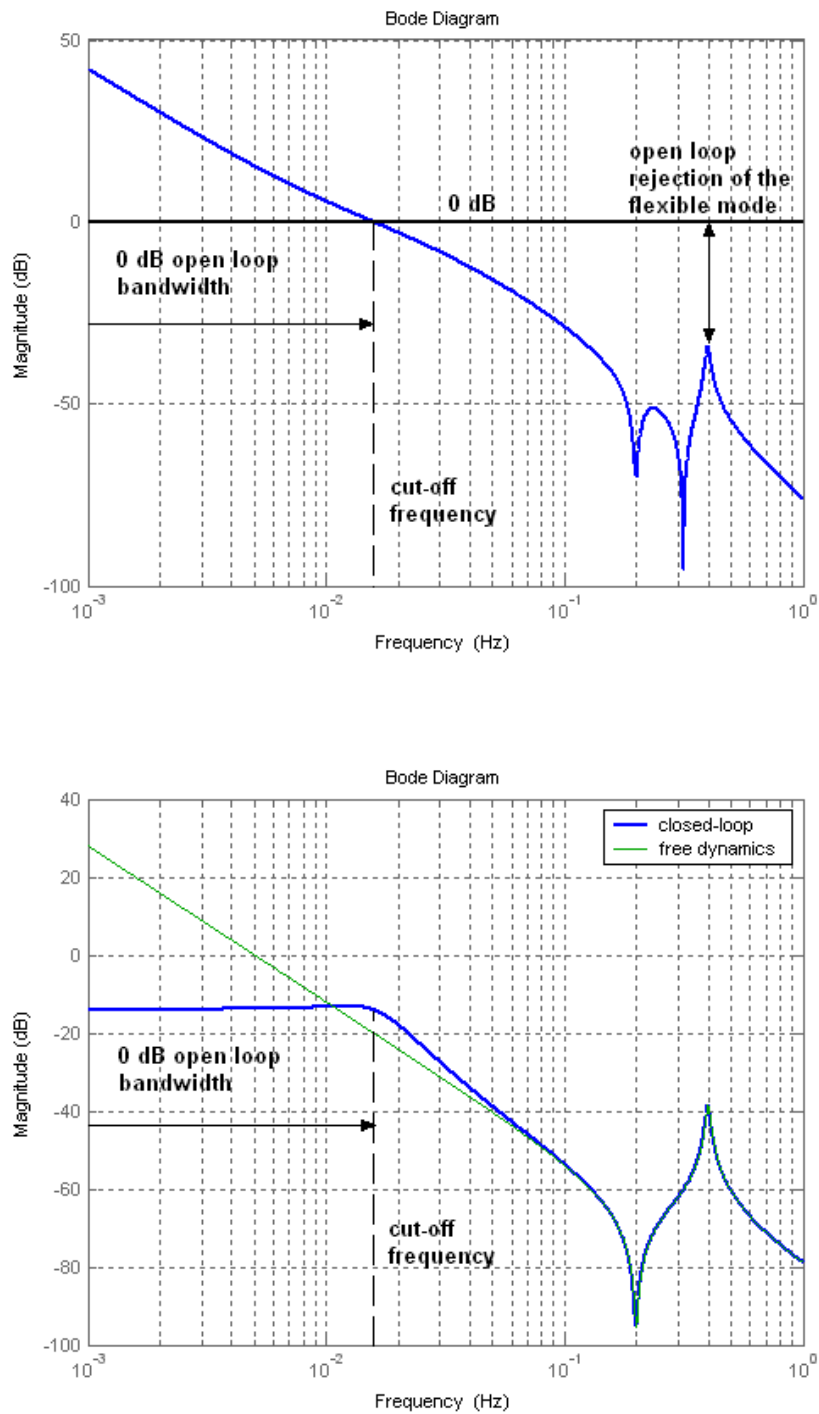 Bode Diagram
50
0
-50
-100
Magnitude (dB)
open loop
rejection of the
flexible mode
0 dB
0 dB open loop
bandwidth
cut-off
frequency
10^-3
10^-2
10^-1
10^0
Frequency (Hz)
Bode Diagram
40
20
0
-20
-40
-60
-80
-100
Magnitude (dB)
closed-loop
free dynamics
0 dB open loop
bandwidth
cut-off
frequency
10^-3
10^-2
10^-1
10^0
Frequency (Hz)